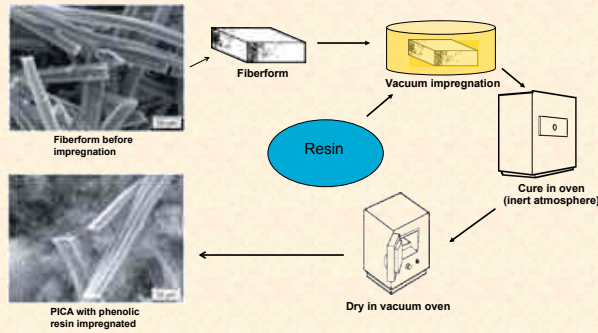 Fiberform
Vacuum impregnation
Fiberform before
impregnation
Resin
Cure in oven
(inert atmosphere)
Dry in vacuum oven
PICA with phenolic
resin impregnated